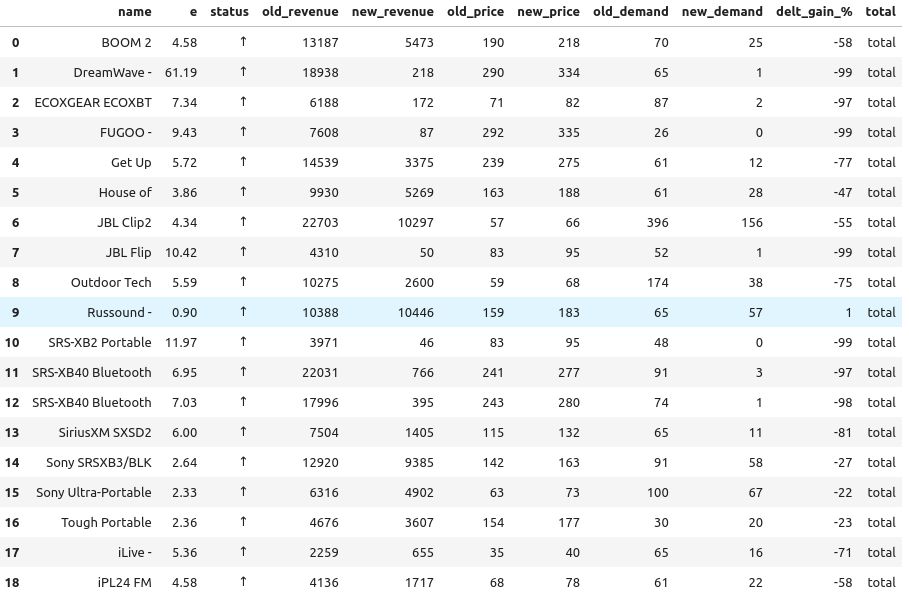 name e status old_revenue new_revenue old_price new_price old_demand new_demand delt_gain_% total
0 BOOM 2 4.58 ↑ 13187 5473 190 218 70 25 -58 total
1 DreamWave - 61.19 ↑ 18938 218 290 334 65 1 -99 total
2 ECOXGEAR ECOXBT 7.34 ↑ 6188 172 71 82 87 2 -97 total
3 FUGOO - 9.43 ↑ 7608 87 292 335 26 0 -99 total
4 Get Up 5.72 ↑ 14539 3375 239 275 61 12 -77 total
5 House of 3.86 ↑ 9930 5269 163 188 61 28 -47 total
6 JBL Clip2 4.34 ↑ 22703 10297 57 66 396 156 -55 total
7 JBL Flip 10.42 ↑ 4310 50 83 95 52 1 -99 total
8 Outdoor Tech 5.59 ↑ 10275 2600 59 68 174 38 -75 total
9 Russound - 0.90 ↑ 10388 10446 159 183 65 57 1 total
10 SRS-XB2 Portable 11.97 ↑ 3971 46 83 95 48 0 -99 total
11 SRS-XB40 Bluetooth 6.95 ↑ 22031 766 241 277 91 3 -97 total
12 SRS-XB40 Bluetooth 7.03 ↑ 17996 395 243 280 74 1 -98 total
13 SiriusXM SXSD2 6.00 ↑ 7504 1405 115 132 65 11 -81 total
14 Sony SRSXB3/BLK 2.64 ↑ 12920 9385 142 163 91 58 -27 total
15 Sony Ultra-Portable 2.33 ↑ 6316 4902 63 73 100 67 -22 total
16 Tough Portable 2.36 ↑ 4676 3607 154 177 30 20 -23 total
17 iLive - 5.36 ↑ 2259 655 35 40 65 16 -71 total
18 iPL24 FM 4.58 ↑ 4136 1717 68 78 61 22 -58 total